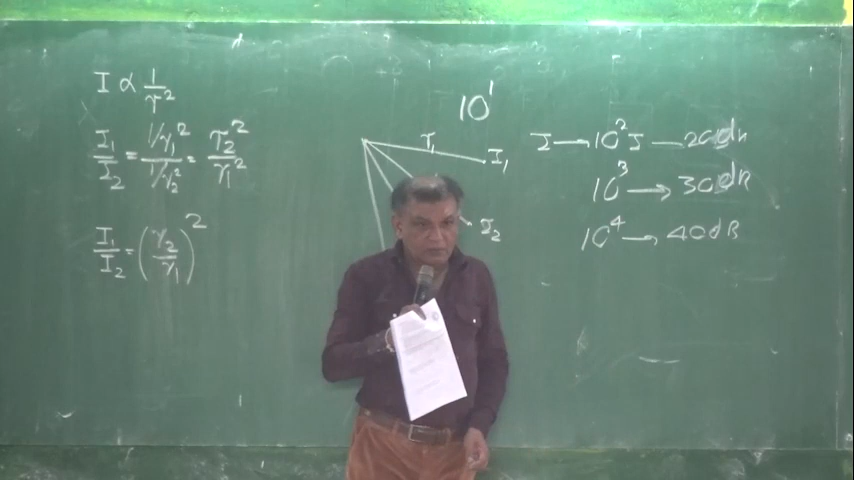 I ∝ 1/r²
I₁/I₂ = (1/r₁²)/(1/r₂²) = r₂²/r₁²
I₁/I₂ = (r₂/r₁)²
10¹
r₁
I₁
I₂
I → 10² I — 20 dB
10³ → 30 dB
10⁴ → 40 dB